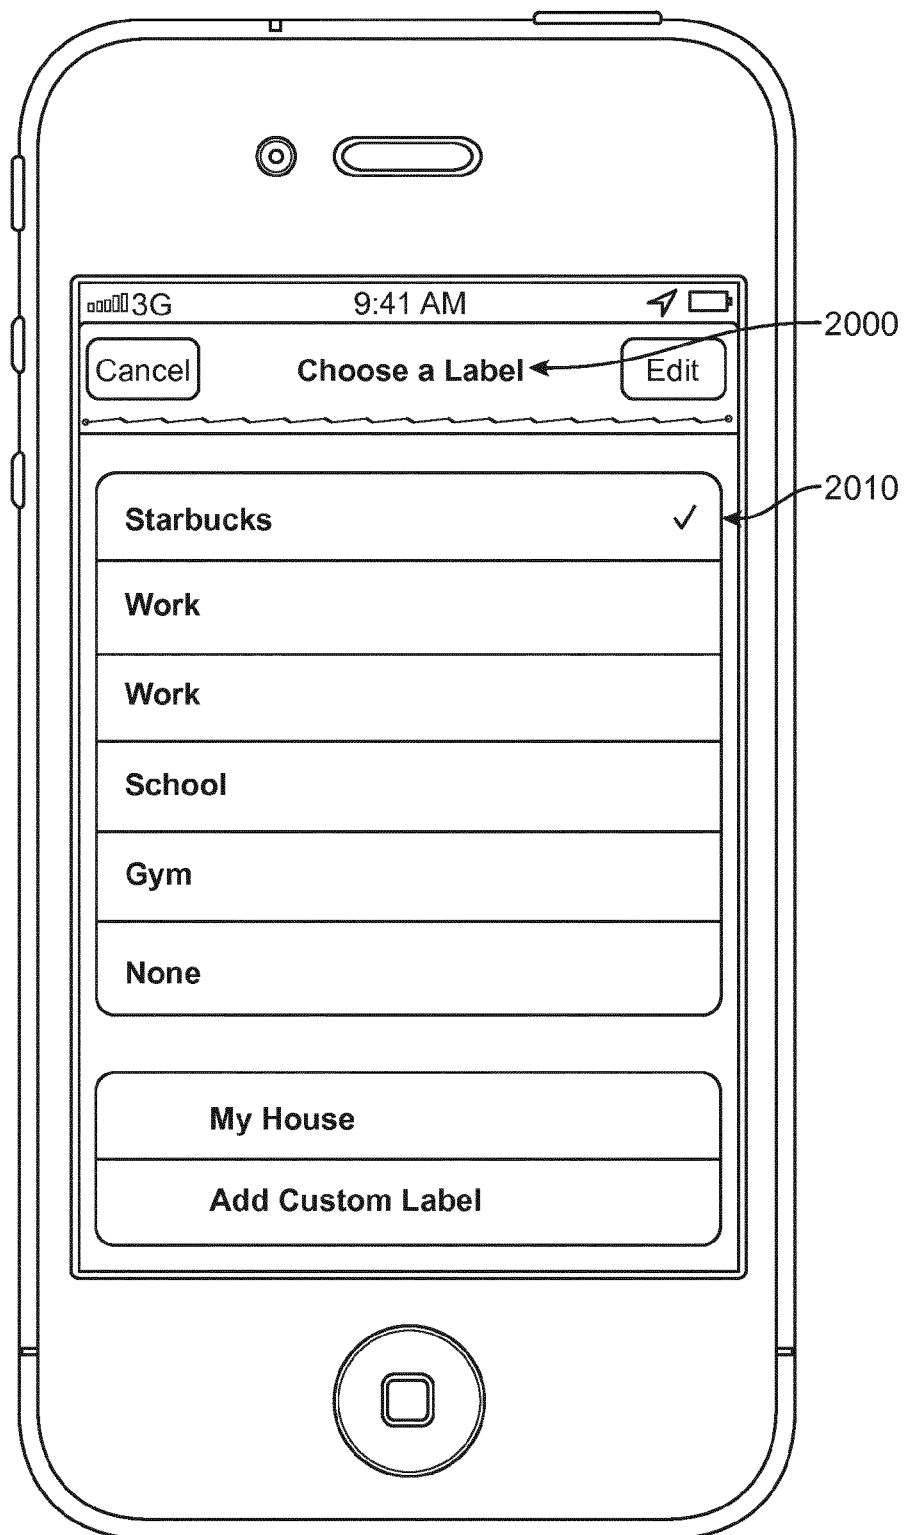 3G 9:41 AM
2000
Cancel Choose a Label Edit
2010
Starbucks
Work
Work
School
Gym
None
My House
Add Custom Label